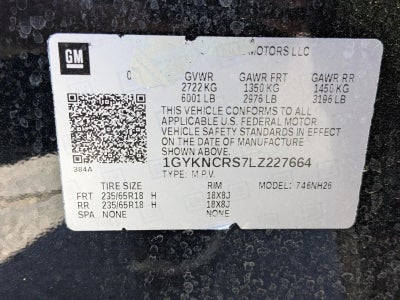 GM
MOTORS LLC
GVWR GAWR FRT GAWR RR
2722 KG 1350 KG 1450 KG
6001 LB 2976 LB 3196 LB
THIS VEHICLE CONFORMS TO ALL
APPLICABLE U.S. FEDERAL MOTOR
VEHICLE SAFETY STANDARDS IN EFFECT
ON THE DATE OF MANUFACTURE
SHOWN ABOVE.
384A
1GYKNCRS7LZ227664
TYPE: M.P.V. MODEL: 746NH26
TIRE SIZE RIM
FRT 235/65R18 H 18X8J
RR 235/65R18 H 18X8J
SPA NONE NONE